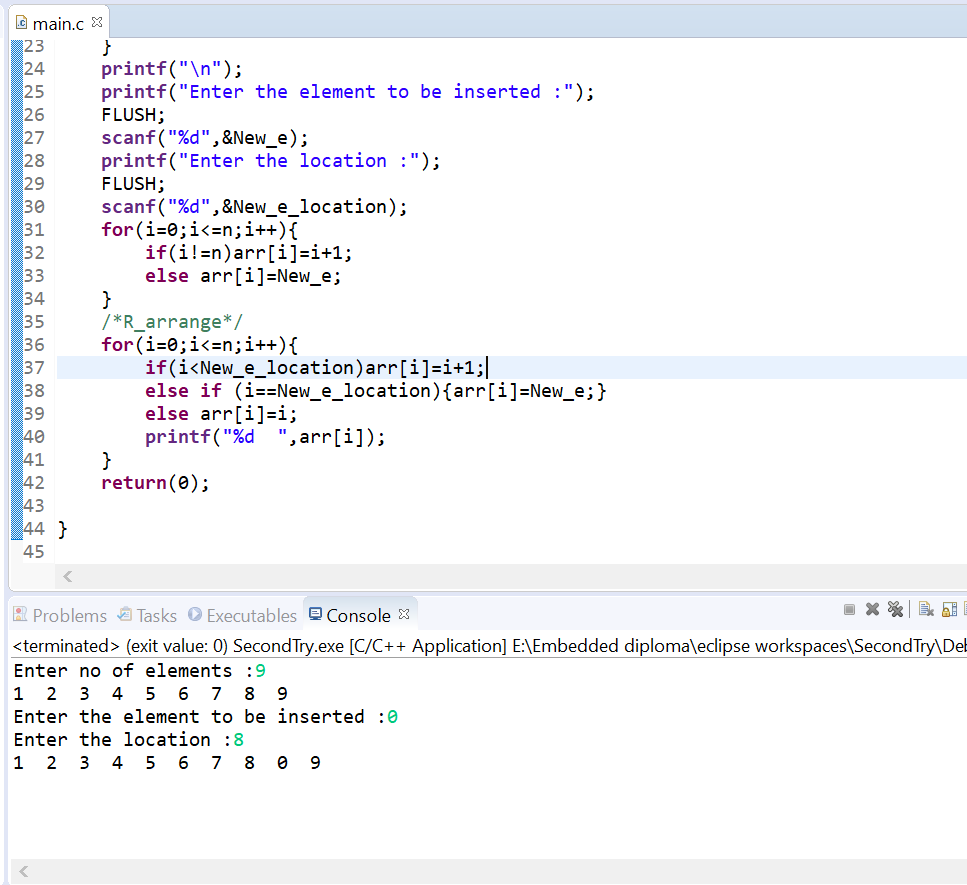 main.c
23 }
24 printf("\n");
25 printf("Enter the element to be inserted :");
26 FLUSH;
27 scanf("%d",&New_e);
28 printf("Enter the location :");
29 FLUSH;
30 scanf("%d",&New_e_location);
31 for(i=0;i<=n;i++){
32 if(i!=n)arr[i]=i+1;
33 else arr[i]=New_e;
34 }
35 /*R_arrange*/
36 for(i=0;i<=n;i++){
37 if(i<New_e_location)arr[i]=i+1;
38 else if (i==New_e_location){arr[i]=New_e;}
39 else arr[i]=i;
40 printf("%d  ",arr[i]);
41 }
42 return(0);
43
44 }
45
Problems Tasks Executables Console
<terminated> (exit value: 0) SecondTry.exe [C/C++ Application] E:\Embedded diploma\eclipse workspaces\SecondTry\Deb
Enter no of elements :9
1  2  3  4  5  6  7  8  9
Enter the element to be inserted :0
Enter the location :8
1  2  3  4  5  6  7  8  0  9